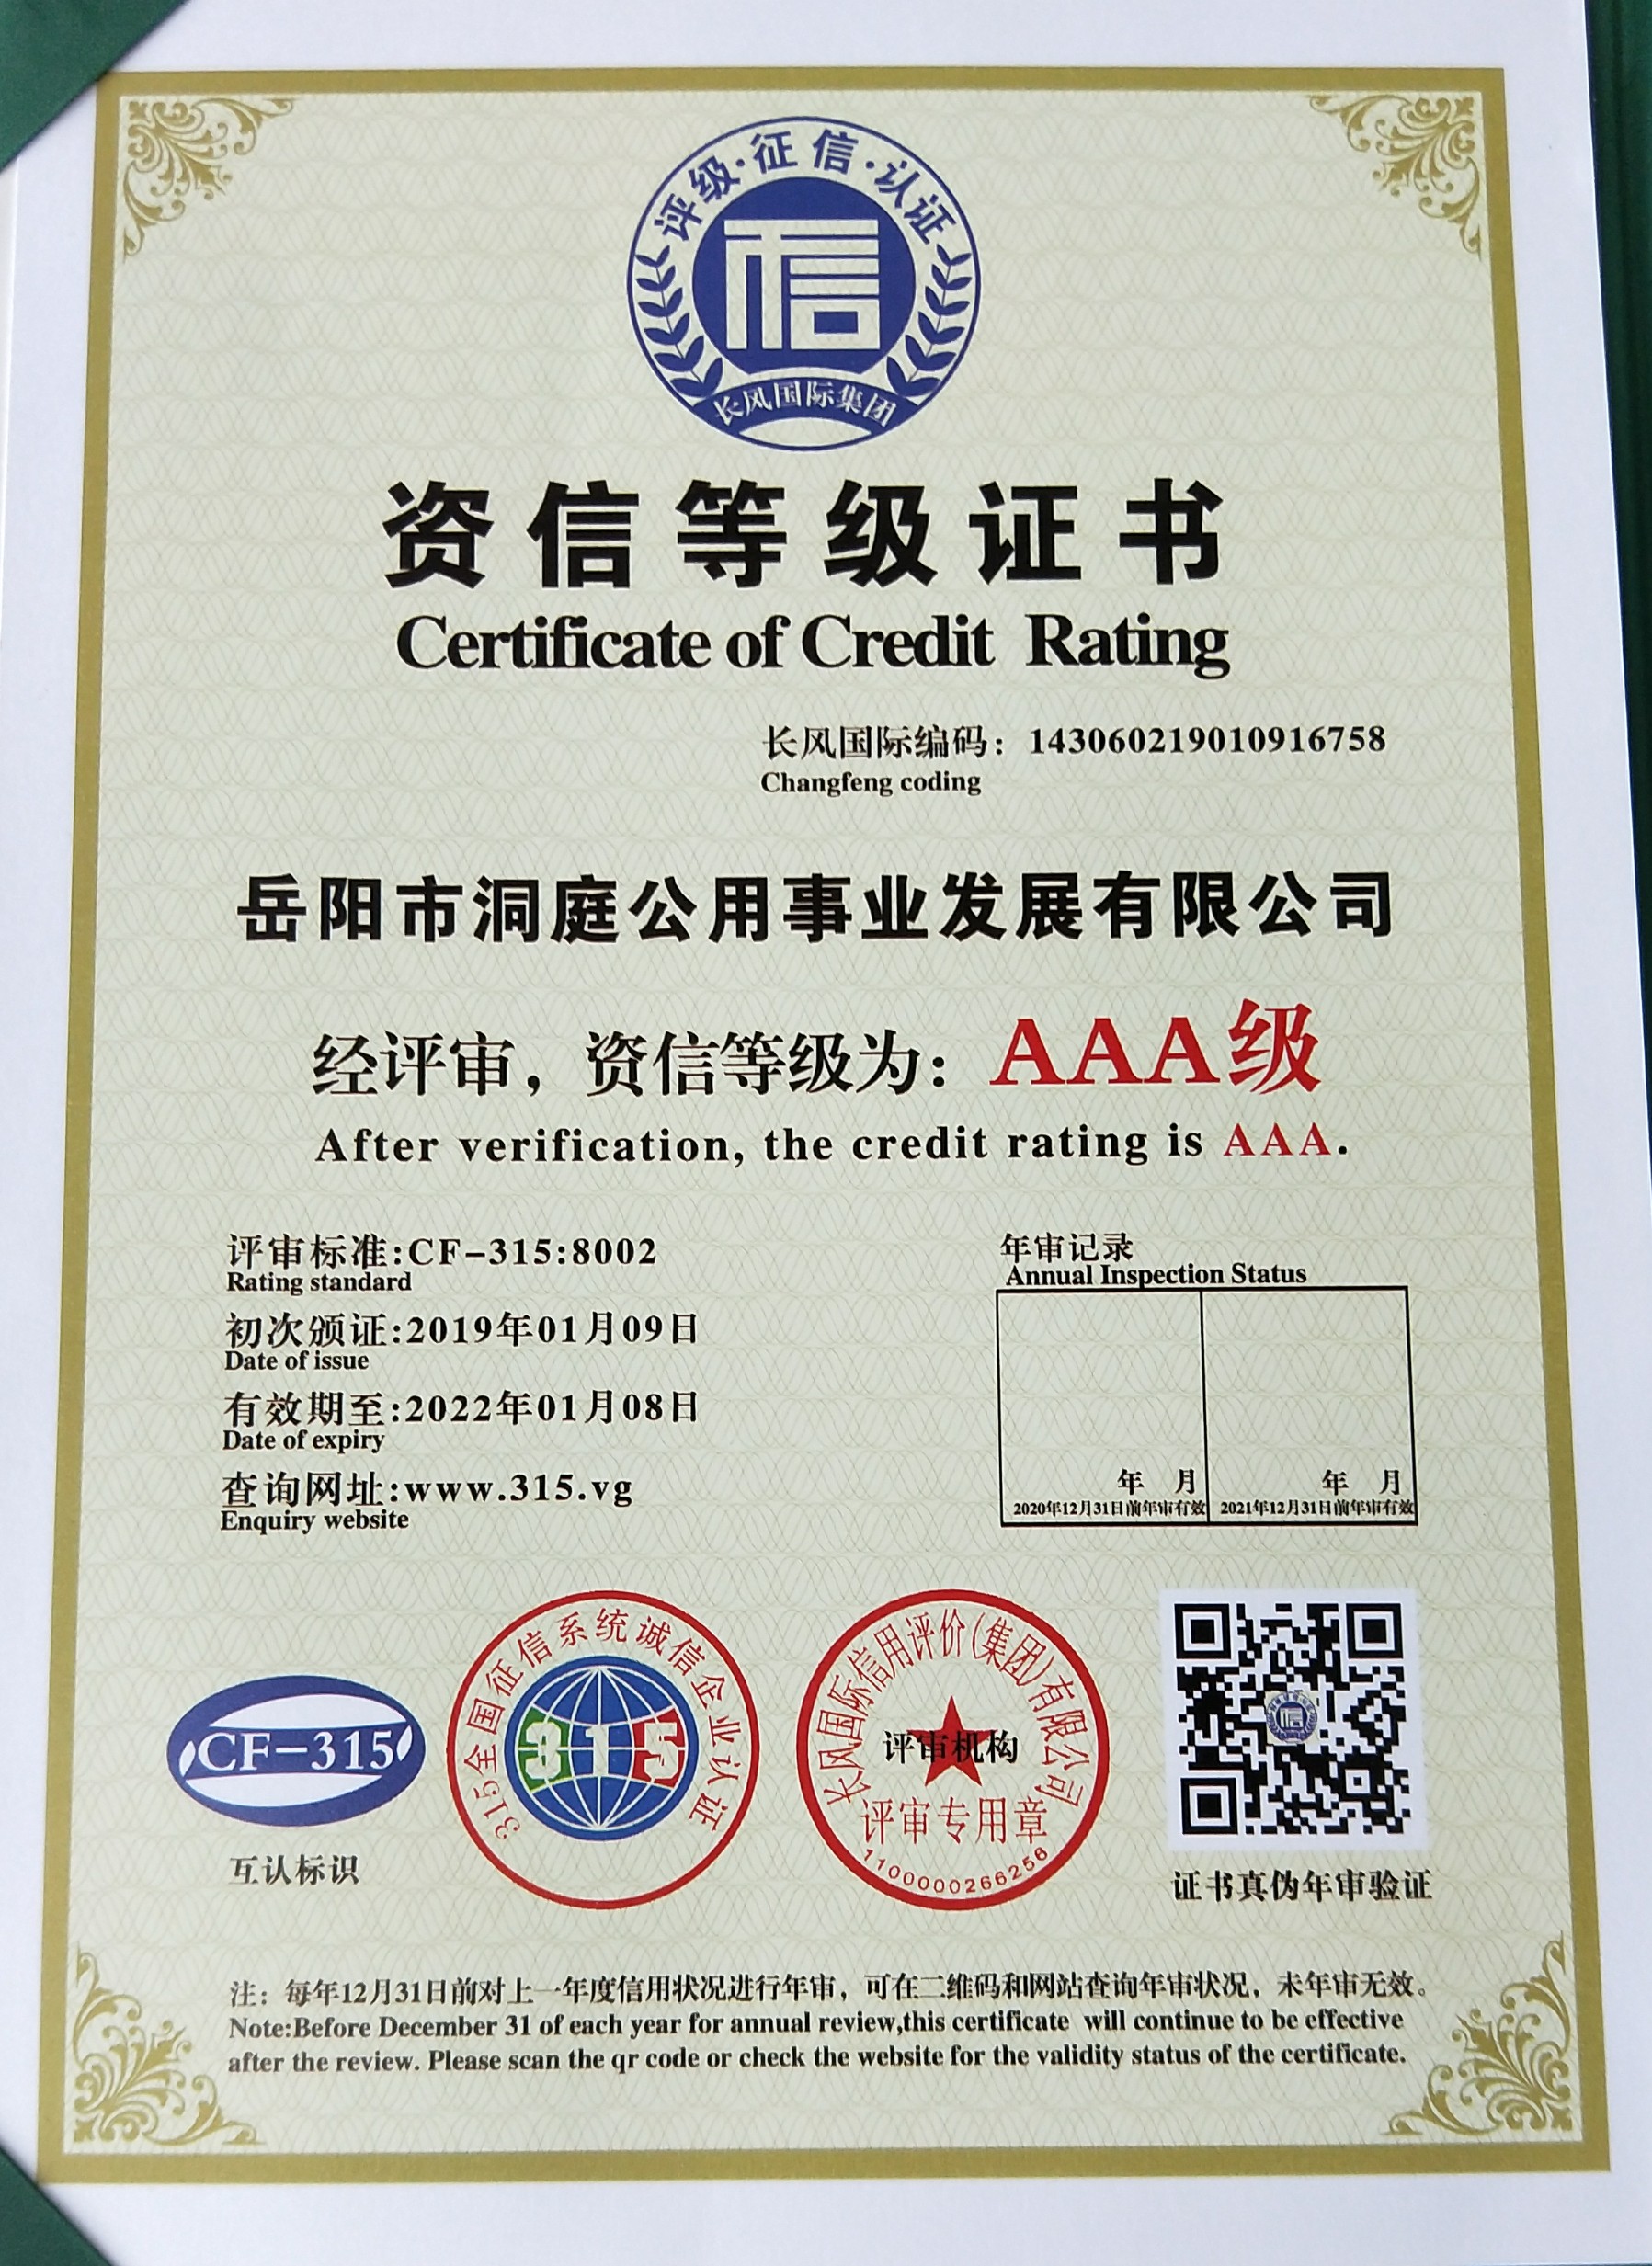 评级·征信·认证
信
长风国际集团
资信等级证书
Certificate of Credit Rating
长风国际编码：143060219010916758
Changfeng coding
岳阳市洞庭公用事业发展有限公司
经评审，资信等级为：AAA级
After verification, the credit rating is AAA.
评审标准:CF-315:8002
Rating standard
初次颁证:2019年01月09日
Date of issue
有效期至:2022年01月08日
Date of expiry
查询网址:www.315.vg
Enquiry website
年审记录
Annual Inspection Status
年 月
2020年12月31日前年审有效
年 月
2021年12月31日前年审有效
CF-315
互认标识
315全国征信系统诚信企业认证
315
长风国际信用评价(集团)有限公司
评审机构
评审专用章
1100000266256
信
证书真伪年审验证
注：每年12月31日前对上一年度信用状况进行年审，可在二维码和网站查询年审状况，未年审无效。
Note:Before December 31 of each year for annual review,this certificate will continue to be effective
after the review. Please scan the qr code or check the website for the validity status of the certificate.